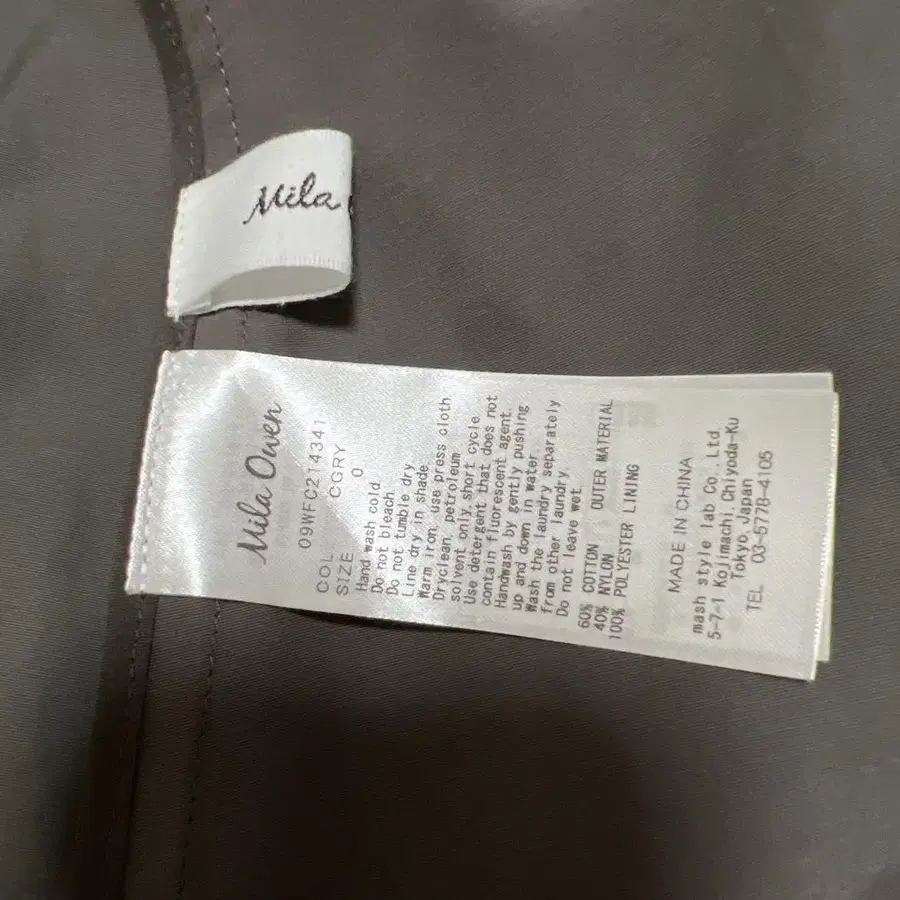 Mila
Mila Owen
09WFC214341
COL CGRY
SIZE 0
Hand wash cold.
Do not bleach.
Do not tumble dry
Line dry in shade.
Warm iron, use press cloth.
Dryclean, petroleum
solvent only, short cycle
Use detergent that does not
contain fluorescent agent.
Handwash by gently pushing
up and down in water.
Wash the laundry separately
from other laundry.
Do not leave wet.
60% COTTON OUTER MATERIAL
40% NYLON
100% POLYESTER LINING
MADE IN CHINA
mash style lab Co., Ltd.
5-7-1 Kojimachi, Chiyoda-Ku
Tokyo, Japan
TEL 03-5778-4105